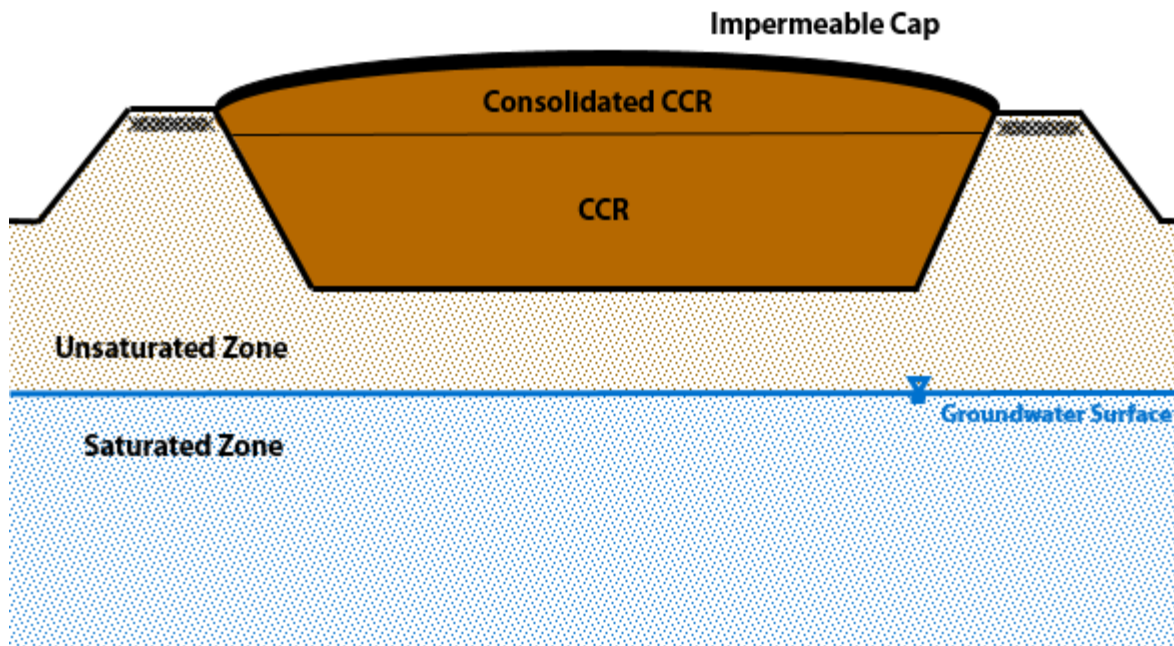 Impermeable Cap
Consolidated CCR
CCR
Unsaturated Zone
Groundwater Surface
Saturated Zone